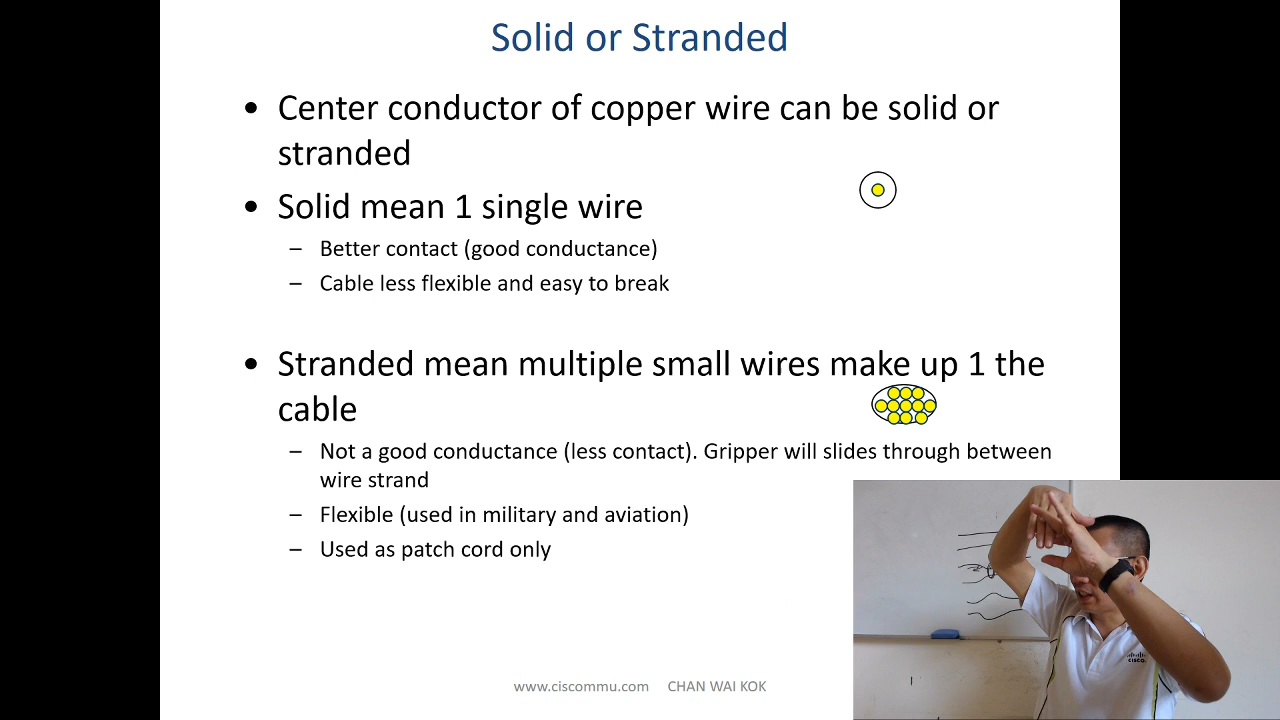 Solid or Stranded
• Center conductor of copper wire can be solid or
stranded
• Solid mean 1 single wire
– Better contact (good conductance)
– Cable less flexible and easy to break
• Stranded mean multiple small wires make up 1 the
cable
– Not a good conductance (less contact). Gripper will slides through between
wire strand
– Flexible (used in military and aviation)
– Used as patch cord only
www.ciscommu.com CHAN WAI KOK
CISCO